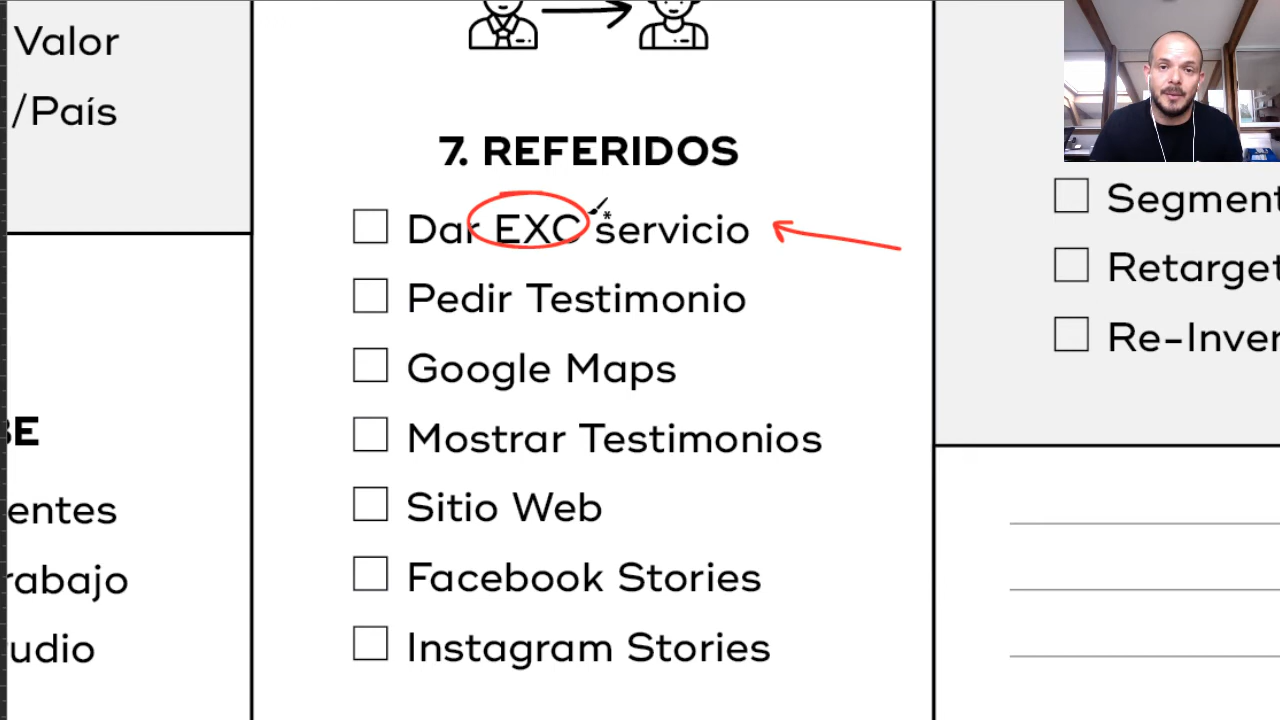 Valor
/País
7. REFERIDOS
Dar EXC servicio
Pedir Testimonio
Google Maps
Mostrar Testimonios
Sitio Web
Facebook Stories
Instagram Stories
BE
entes
rabajo
udio
Segment
Retarget
Re-Inver